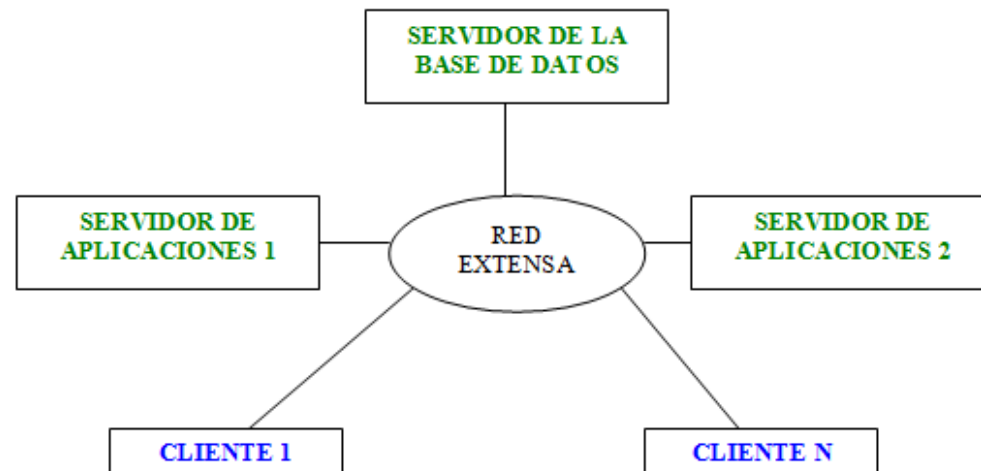 SERVIDOR DE LA
BASE DE DATOS
SERVIDOR DE
APLICACIONES 1
RED
EXTENSA
SERVIDOR DE
APLICACIONES 2
CLIENTE 1
CLIENTE N